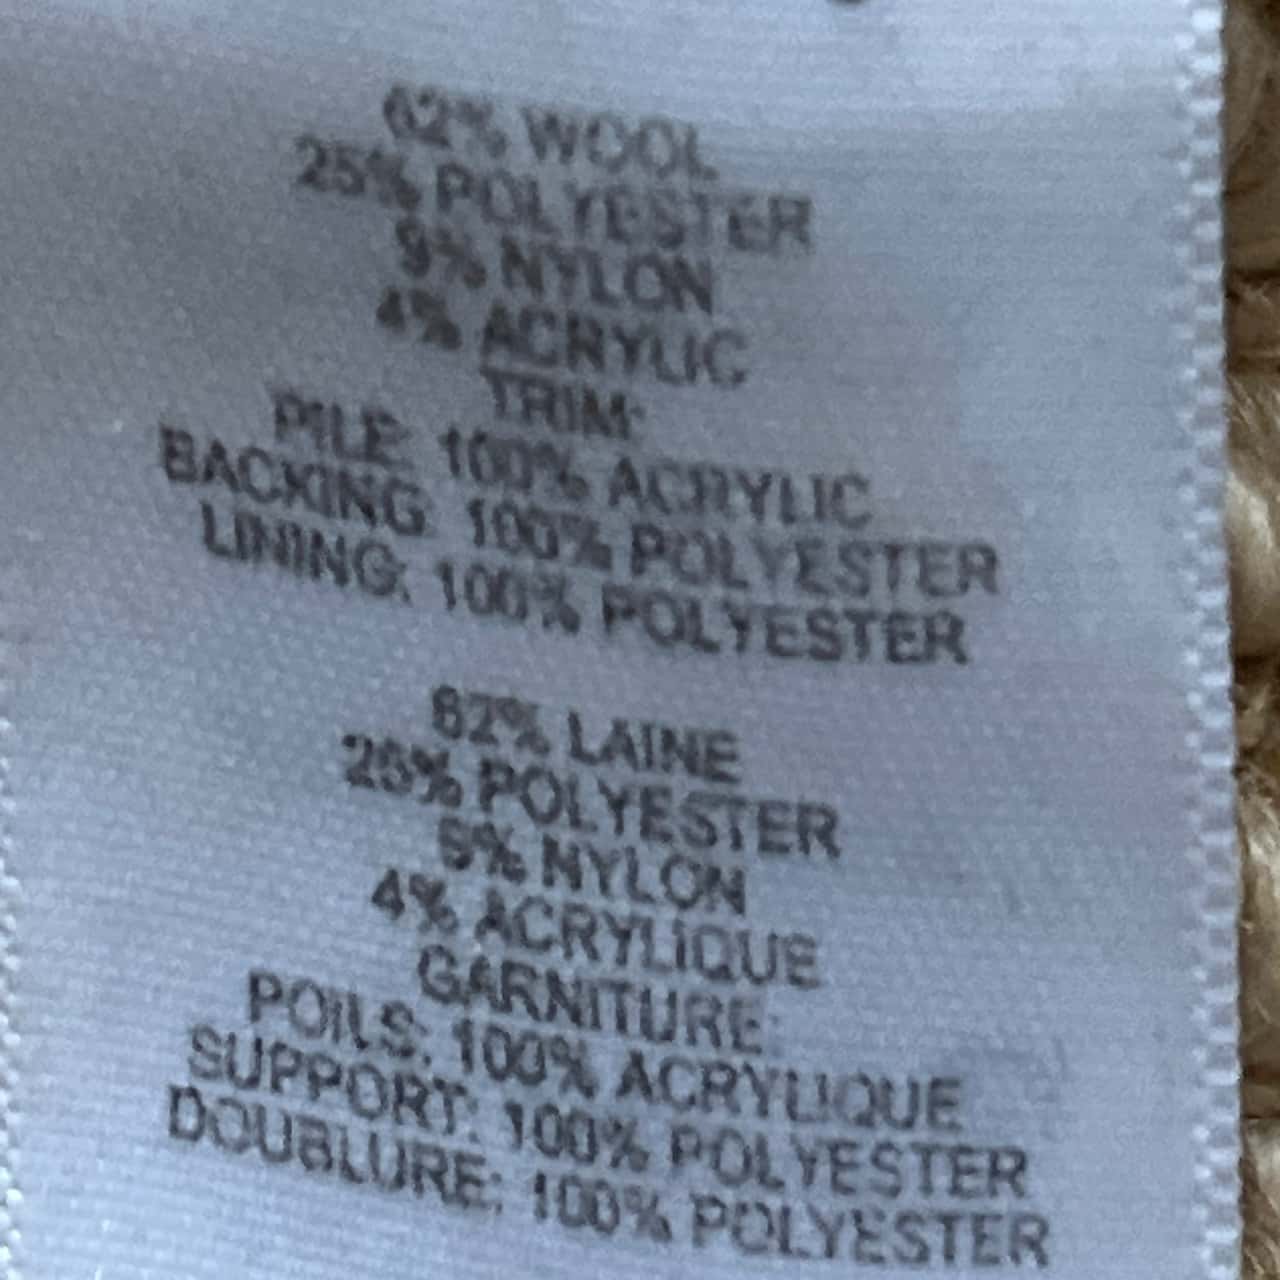 62% WOOL
25% POLYESTER
9% NYLON
4% ACRYLIC
TRIM:
PILE: 100% ACRYLIC
BACKING: 100% POLYESTER
LINING: 100% POLYESTER
62% LAINE
25% POLYESTER
9% NYLON
4% ACRYLIQUE
GARNITURE:
POILS: 100% ACRYLIQUE
SUPPORT: 100% POLYESTER
DOUBLURE: 100% POLYESTER